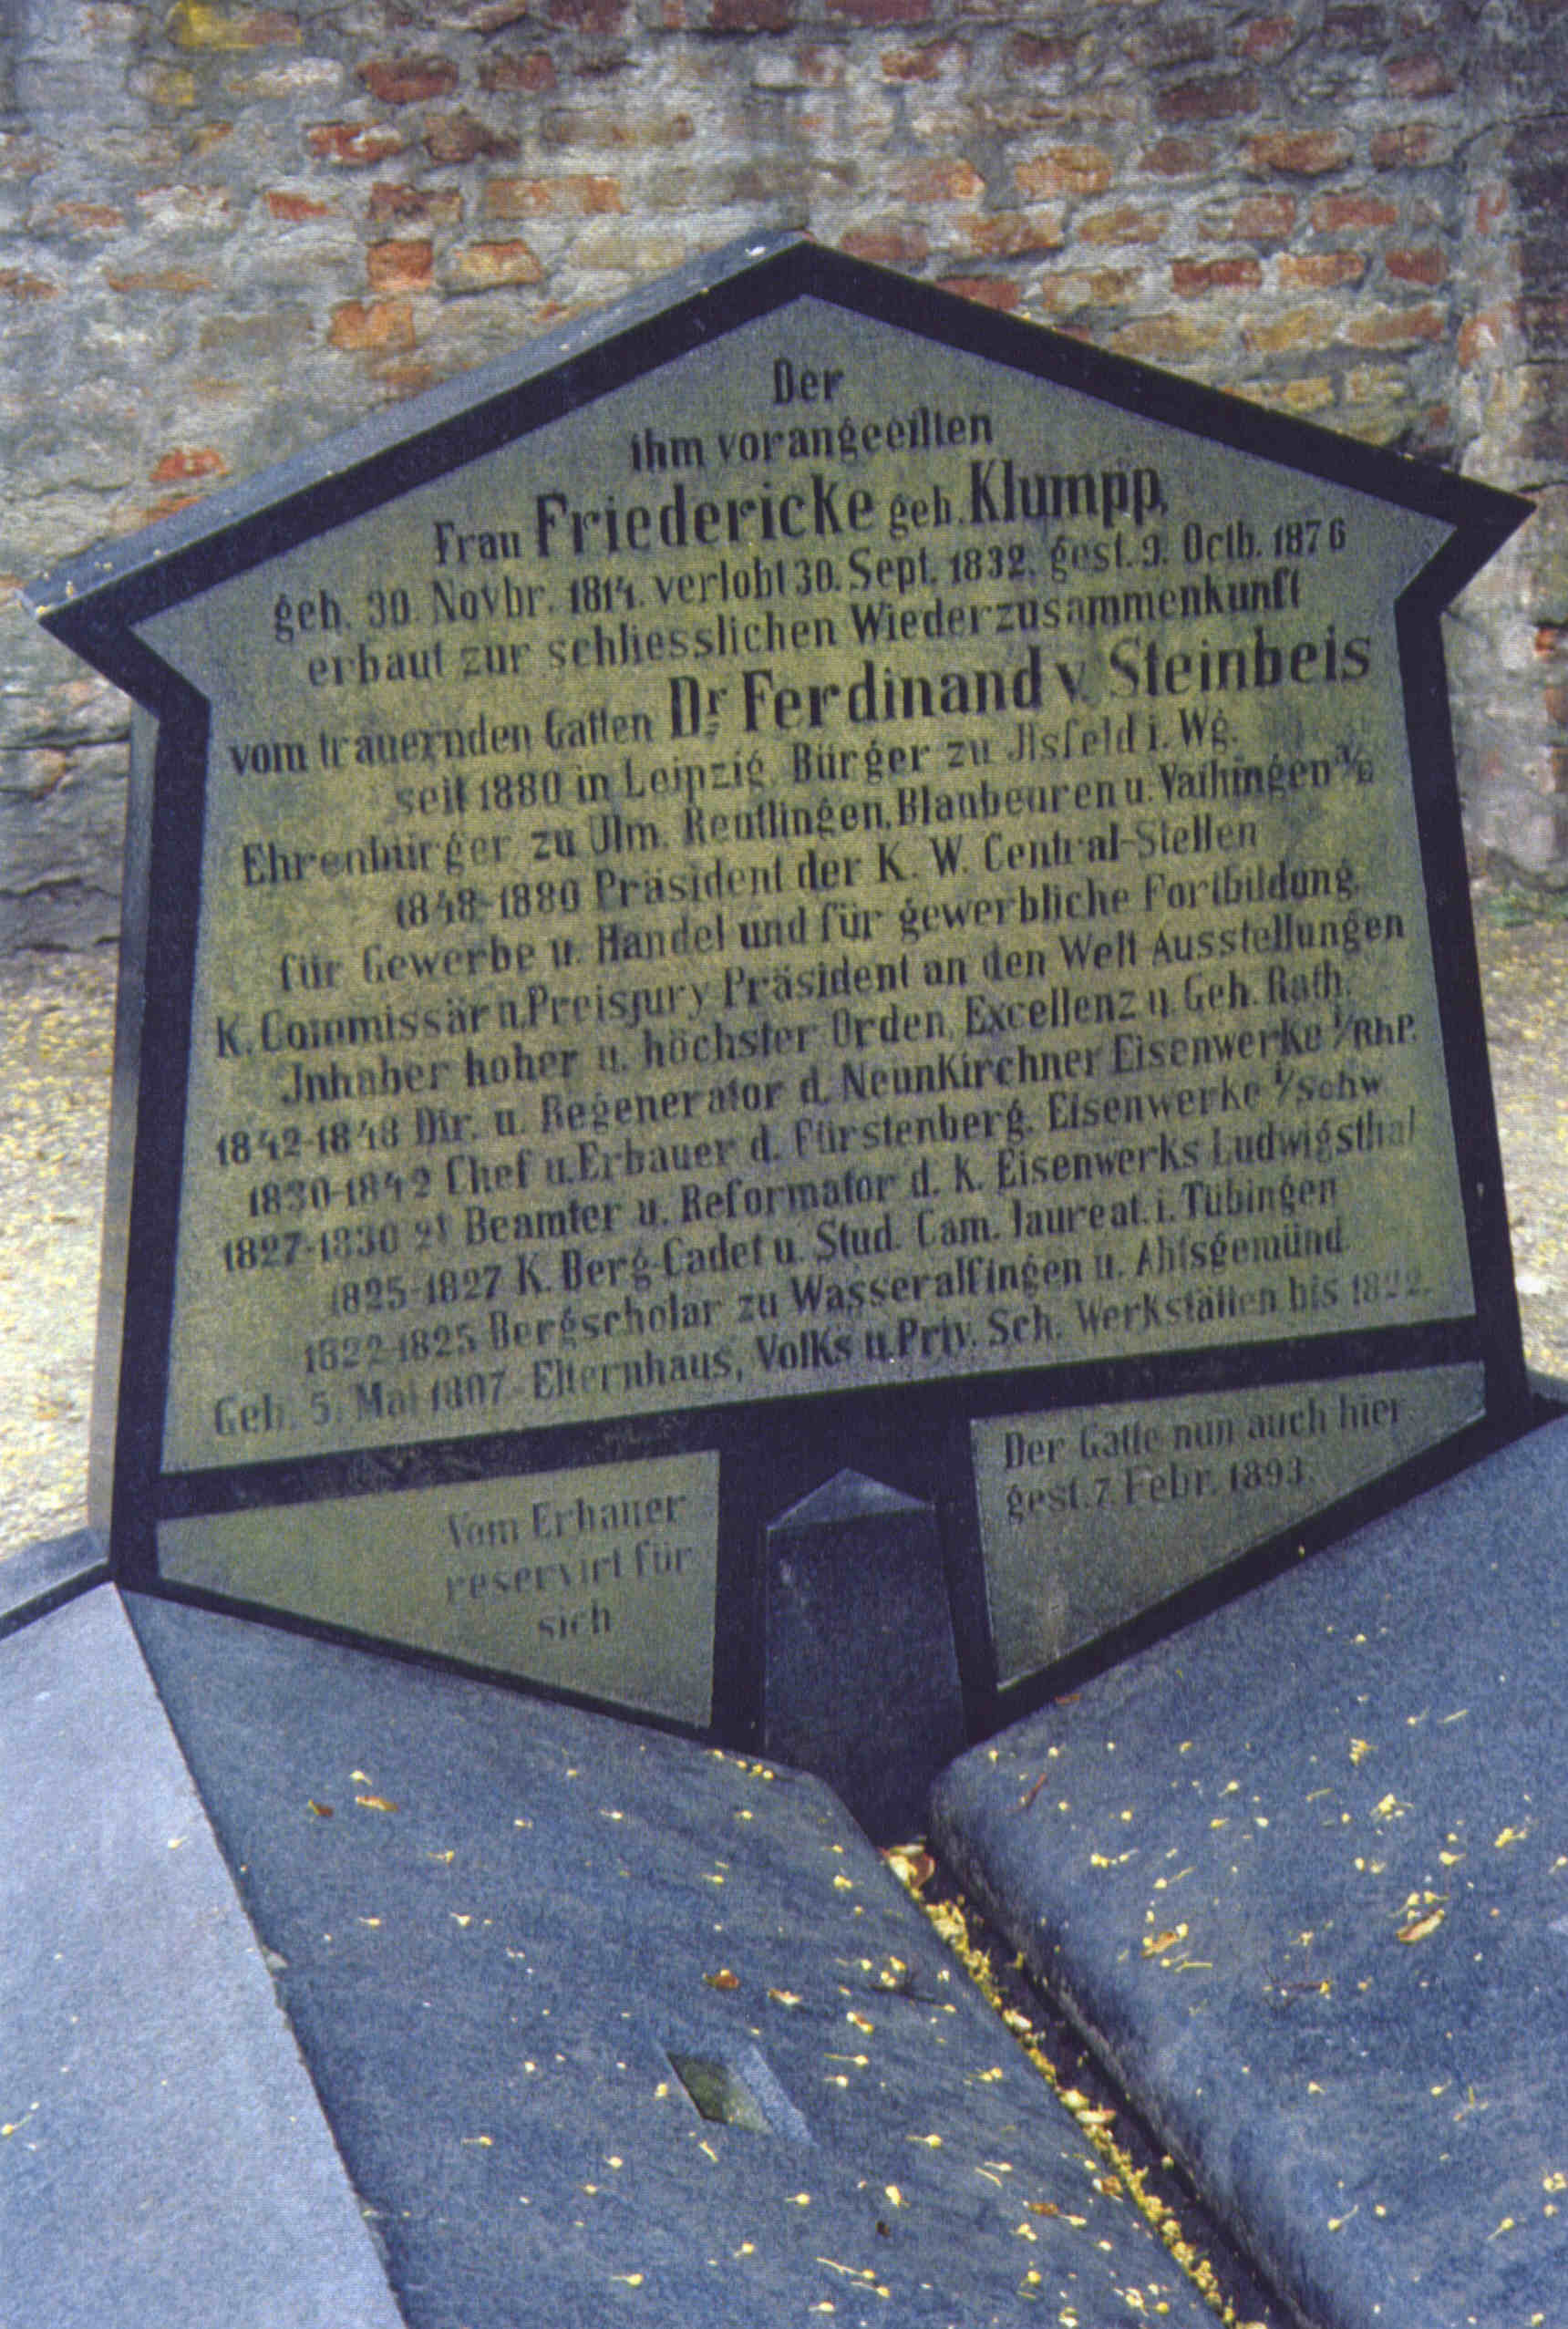 Der
ihm vorangeeilten
Frau Friedericke geb. Klumpp,
geb. 30. Novbr. 1814. verlobt 30. Sept. 1832. gest. 9. Octb. 1876
erbaut zur schliesslichen Wiederzusammenkunft
vom trauernden Gatten Dr. Ferdinand v. Steinbeis
seit 1880 in Leipzig, Bürger zu Jlsfeld i. Wg.
Ehrenbürger zu Ulm, Reutlingen, Blaubeuren u. Vaihingen a/E
1848-1880 Präsident der K. W. Central-Stellen
für Gewerbe u. Handel und für gewerbliche Fortbildung,
K. Commissär u. Preisjury Präsident an den Welt Ausstellungen
Jnhaber hoher u. höchster Orden, Excellenz u. Geh. Rath.
1842-1848 Dir. u. Regenerator d. Neunkirchner Eisenwerke i/RhP.
1830-1842 Chef u. Erbauer d. Fürstenberg. Eisenwerke i/Schw
1827-1830 2t Beamter u. Reformator d. K. Eisenwerks Ludwigsthal
1825-1827 K. Berg-Cadet u. Stud. Cam. laureat. i. Tübingen
1822-1825 Bergscholar zu Wasseralfingen u. Abtsgemünd
Geb. 5. Mai 1807- Elternhaus, Volks u. Priv. Sch. Werkstätten bis 1822.
Vom Erbauer
reservirt für
sich
Der Gatte nun auch hier
gest. 7. Febr. 1893.